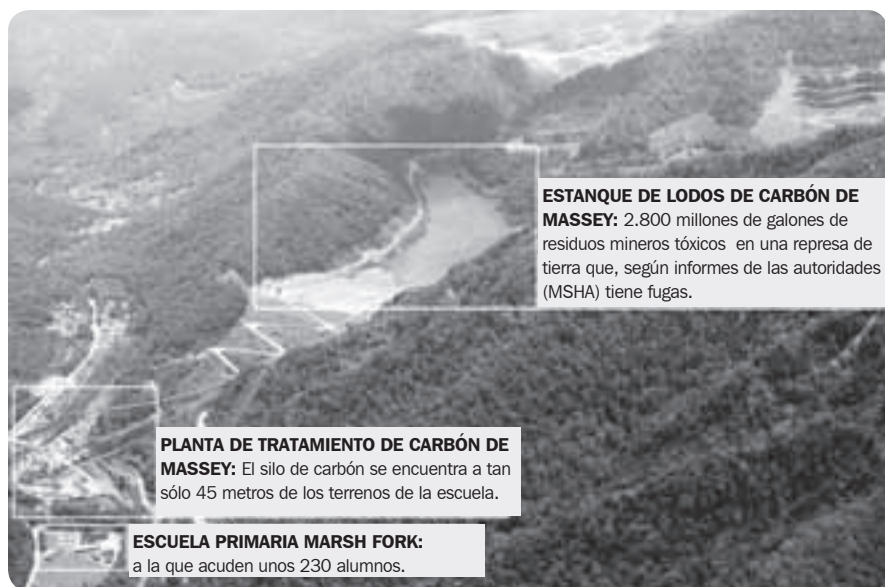 ESTANQUE DE LODOS DE CARBÓN DE
MASSEY: 2.800 millones de galones de
residuos mineros tóxicos en una represa de
tierra que, según informes de las autoridades
(MSHA) tiene fugas.
PLANTA DE TRATAMIENTO DE CARBÓN DE
MASSEY: El silo de carbón se encuentra a tan
sólo 45 metros de los terrenos de la escuela.
ESCUELA PRIMARIA MARSH FORK:
a la que acuden unos 230 alumnos.